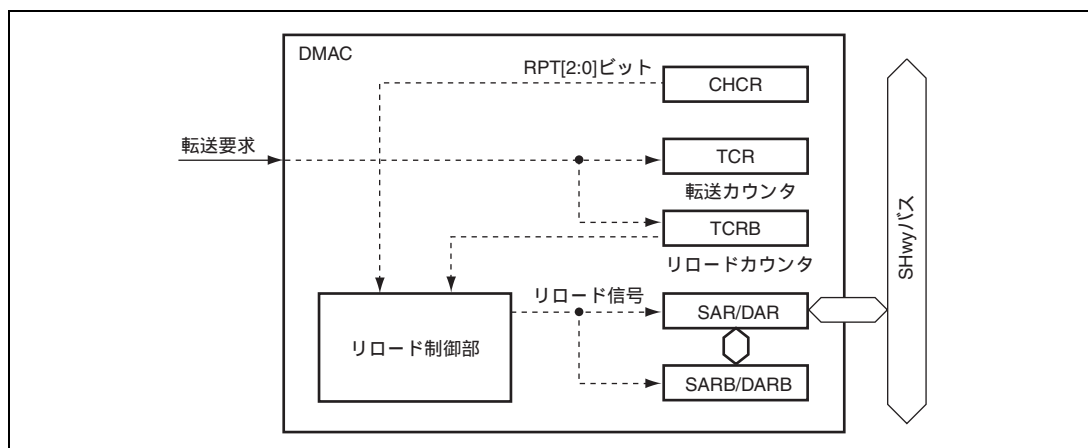 DMAC
RPT[2:0]ビット
CHCR
転送要求
TCR
転送カウンタ
TCRB
リロードカウンタ
リロード信号
SAR/DAR
リロード制御部
SARB/DARB
SHwyバス